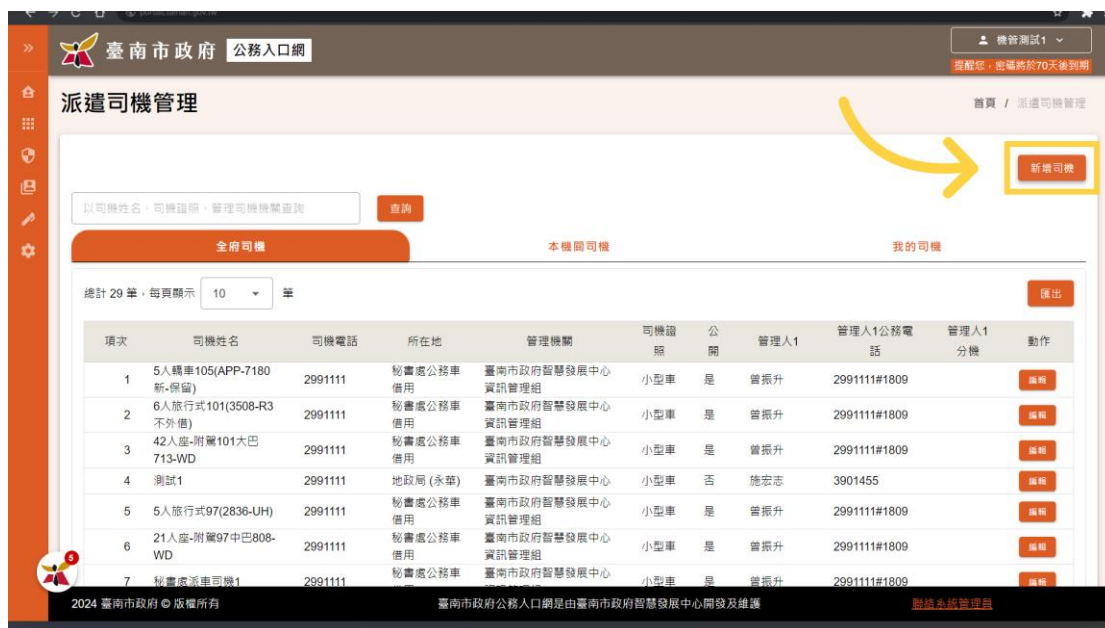 臺南市政府 公務入口網
機管測試1
提醒您,密碼將於70天後到期
派遣司機管理
首頁 / 派遣司機管理
新增司機
以司機姓名、司機證照、管理司機機關查詢
查詢
全府司機 本機關司機 我的司機
總計 29 筆,每頁顯示 10 筆
匯出
項次 司機姓名 司機電話 所在地 管理機關 司機證照 公開 管理人1 管理人1公務電話 管理人1分機 動作
1 5人轎車105(APP-7180新-保留) 2991111 秘書處公務車借用 臺南市政府智慧發展中心資訊管理組 小型車 是 曾振升 2991111#1809 編輯
2 6人旅行式101(3508-R3不外借) 2991111 秘書處公務車借用 臺南市政府智慧發展中心資訊管理組 小型車 是 曾振升 2991111#1809 編輯
3 42人座-附駕101大巴713-WD 2991111 秘書處公務車借用 臺南市政府智慧發展中心資訊管理組 小型車 是 曾振升 2991111#1809 編輯
4 測試1 2991111 地政局 (永華) 臺南市政府智慧發展中心資訊管理組 小型車 否 施宏志 3901455 編輯
5 5人旅行式97(2836-UH) 2991111 秘書處公務車借用 臺南市政府智慧發展中心資訊管理組 小型車 是 曾振升 2991111#1809 編輯
6 21人座-附駕97中巴808-WD 2991111 秘書處公務車借用 臺南市政府智慧發展中心資訊管理組 小型車 是 曾振升 2991111#1809 編輯
7 秘書處派車司機1 2991111 秘書處公務車 臺南市政府智慧發展中心 小型車 是 曾振升 2991111#1809 編輯
5
2024 臺南市政府 © 版權所有 臺南市政府公務入口網是由臺南市政府智慧發展中心開發及維護 聯絡系統管理員